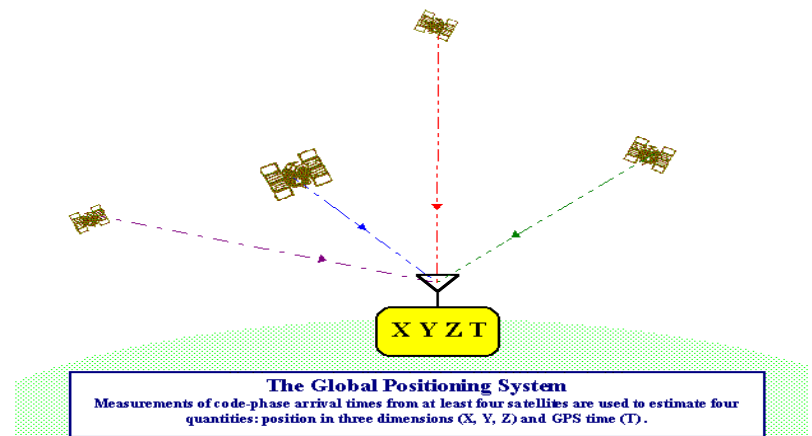 X Y Z T
The Global Positioning System
Measurements of code-phase arrival times from at least four satellites are used to estimate four
quantities: position in three dimensions (X, Y, Z) and GPS time (T).